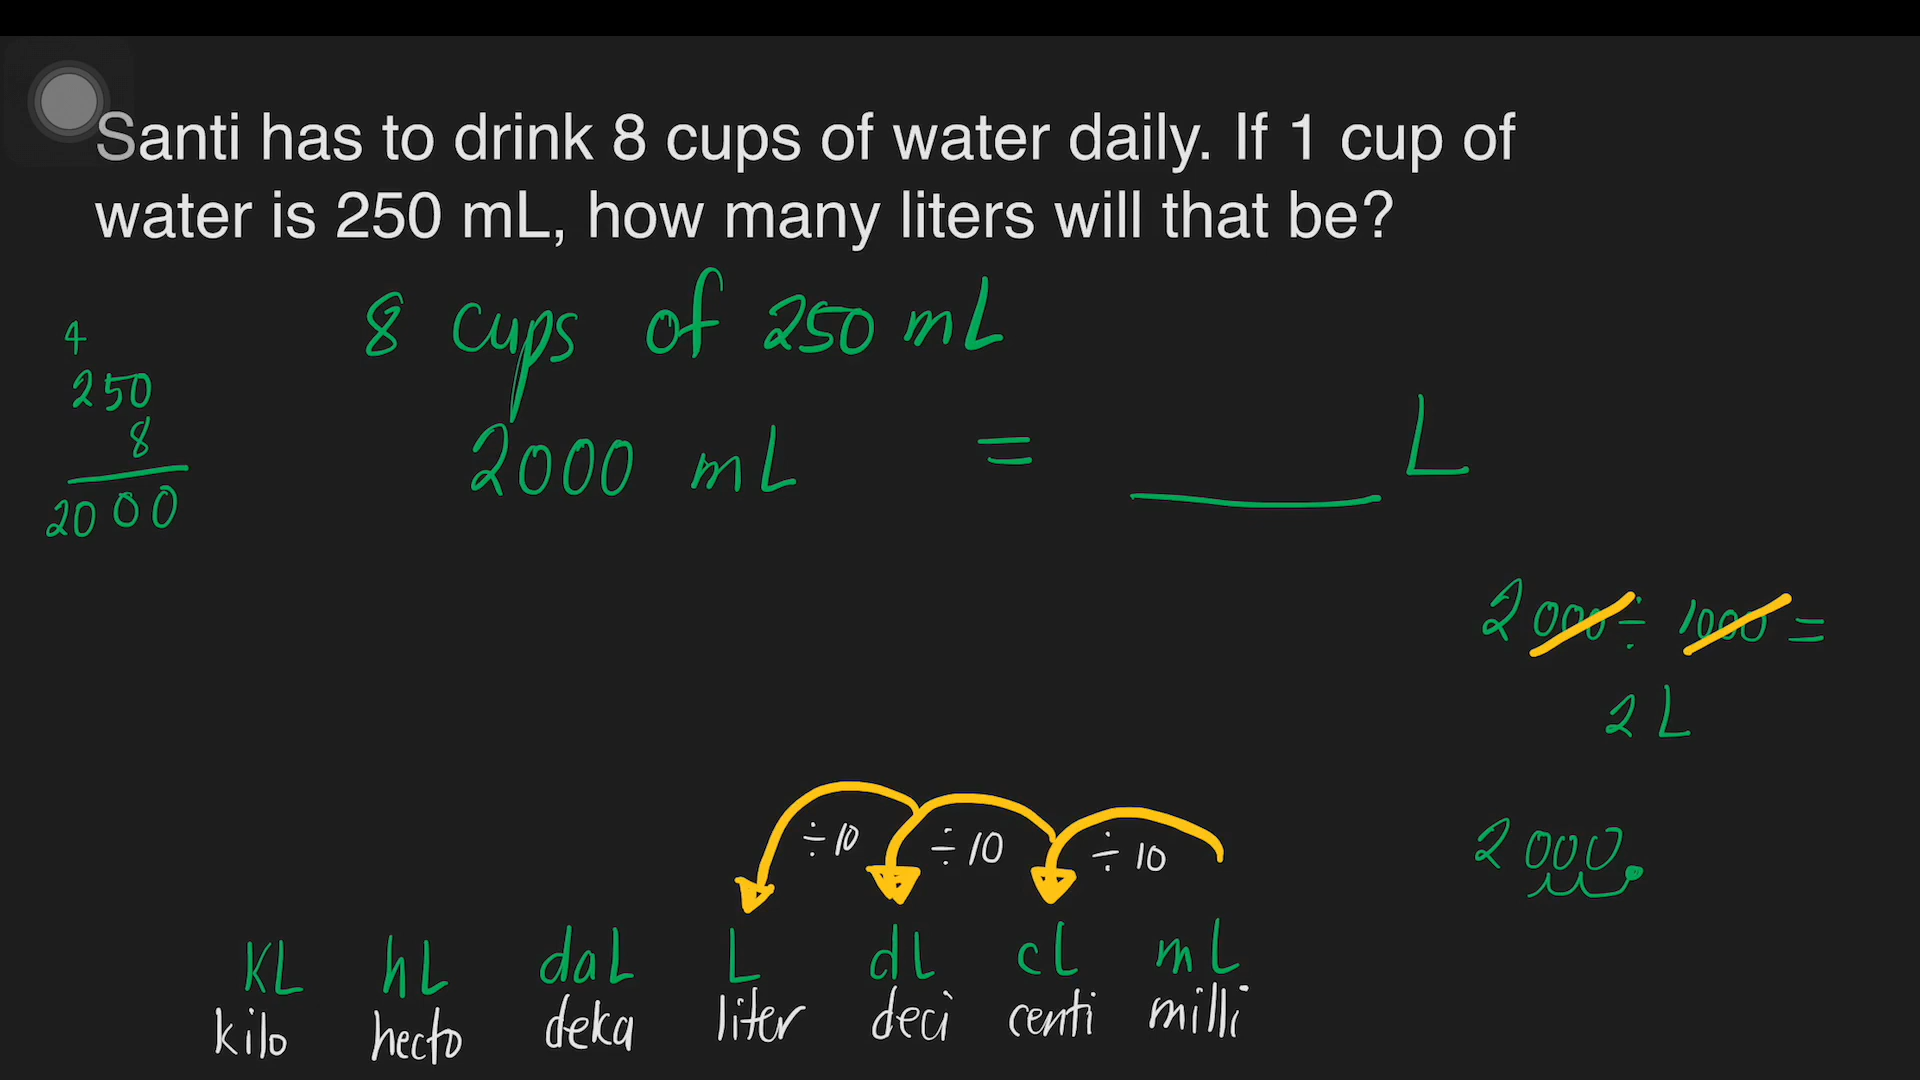 Santi has to drink 8 cups of water daily. If 1 cup of
water is 250 mL, how many liters will that be?
8 cups of 250 mL
4
250
8
2000
2000 mL = ____ L
2000 ÷ 1000 =
2 L
2000.
÷10 ÷10 ÷10
KL hL daL L dL cL mL
kilo hecto deka liter deci centi milli